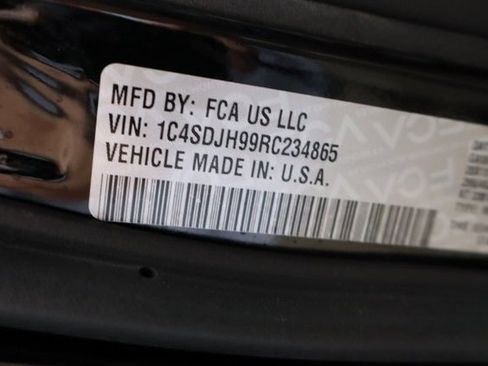 MFD BY: FCA US LLC
VIN: 1C4SDJH99RC234865
VEHICLE MADE IN: U.S.A.